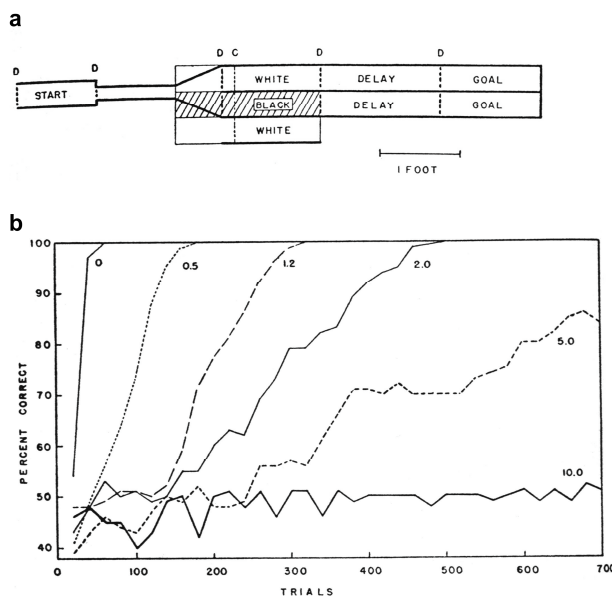 a
D D D C D D
START WHITE DELAY GOAL
BLACK DELAY GOAL
WHITE
1 FOOT
b
100
90
80
70
60
50
40
PERCENT CORRECT
0 0.5 1.2 2.0
5.0
10.0
0 100 200 300 400 500 600 700
TRIALS